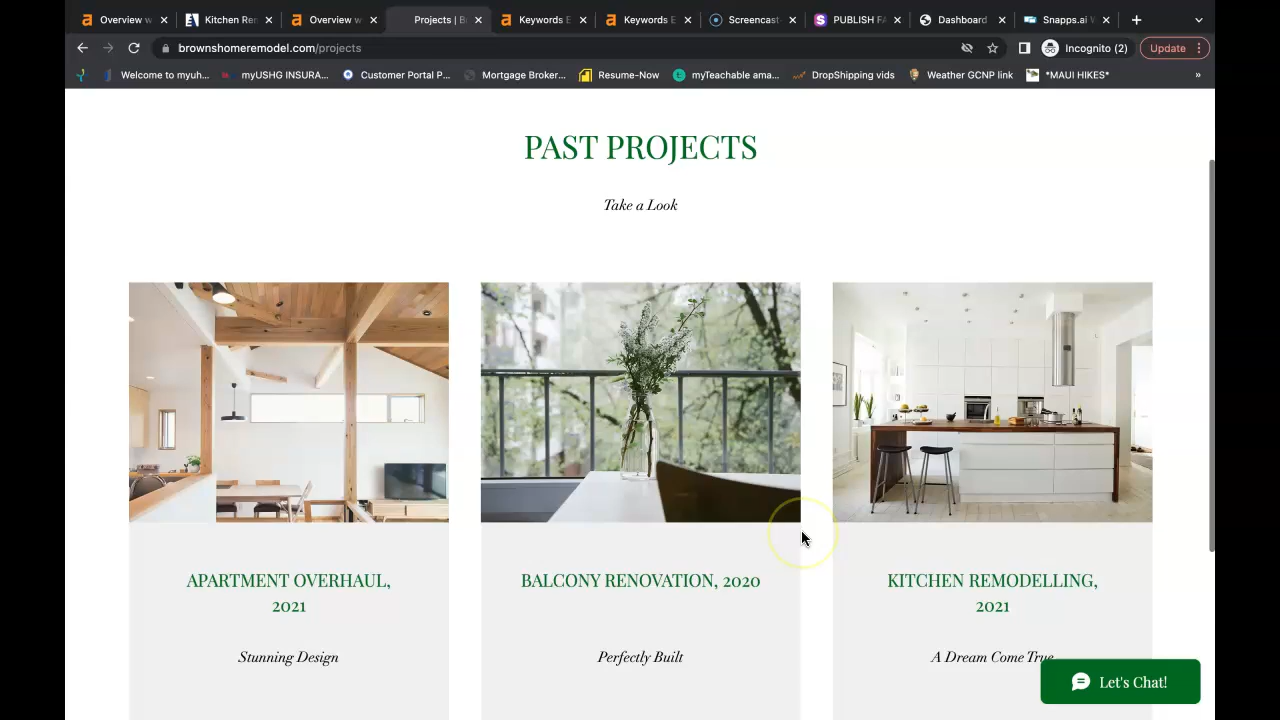 Overview w
Kitchen Ren
Overview w
Projects | B
Keywords E
Keywords E
Screencast-
PUBLISH FA
Dashboard
Snapps.ai W
brownshomeremodel.com/projects
Incognito (2)
Update
Welcome to myuh...
myUSHG INSURA...
Customer Portal P...
Mortgage Broker...
Resume-Now
myTeachable ama...
DropShipping vids
Weather GCNP link
*MAUI HIKES*
»
PAST PROJECTS
Take a Look
APARTMENT OVERHAUL,
2021
Stunning Design
BALCONY RENOVATION, 2020
Perfectly Built
KITCHEN REMODELLING,
2021
A Dream Come True
Let's Chat!